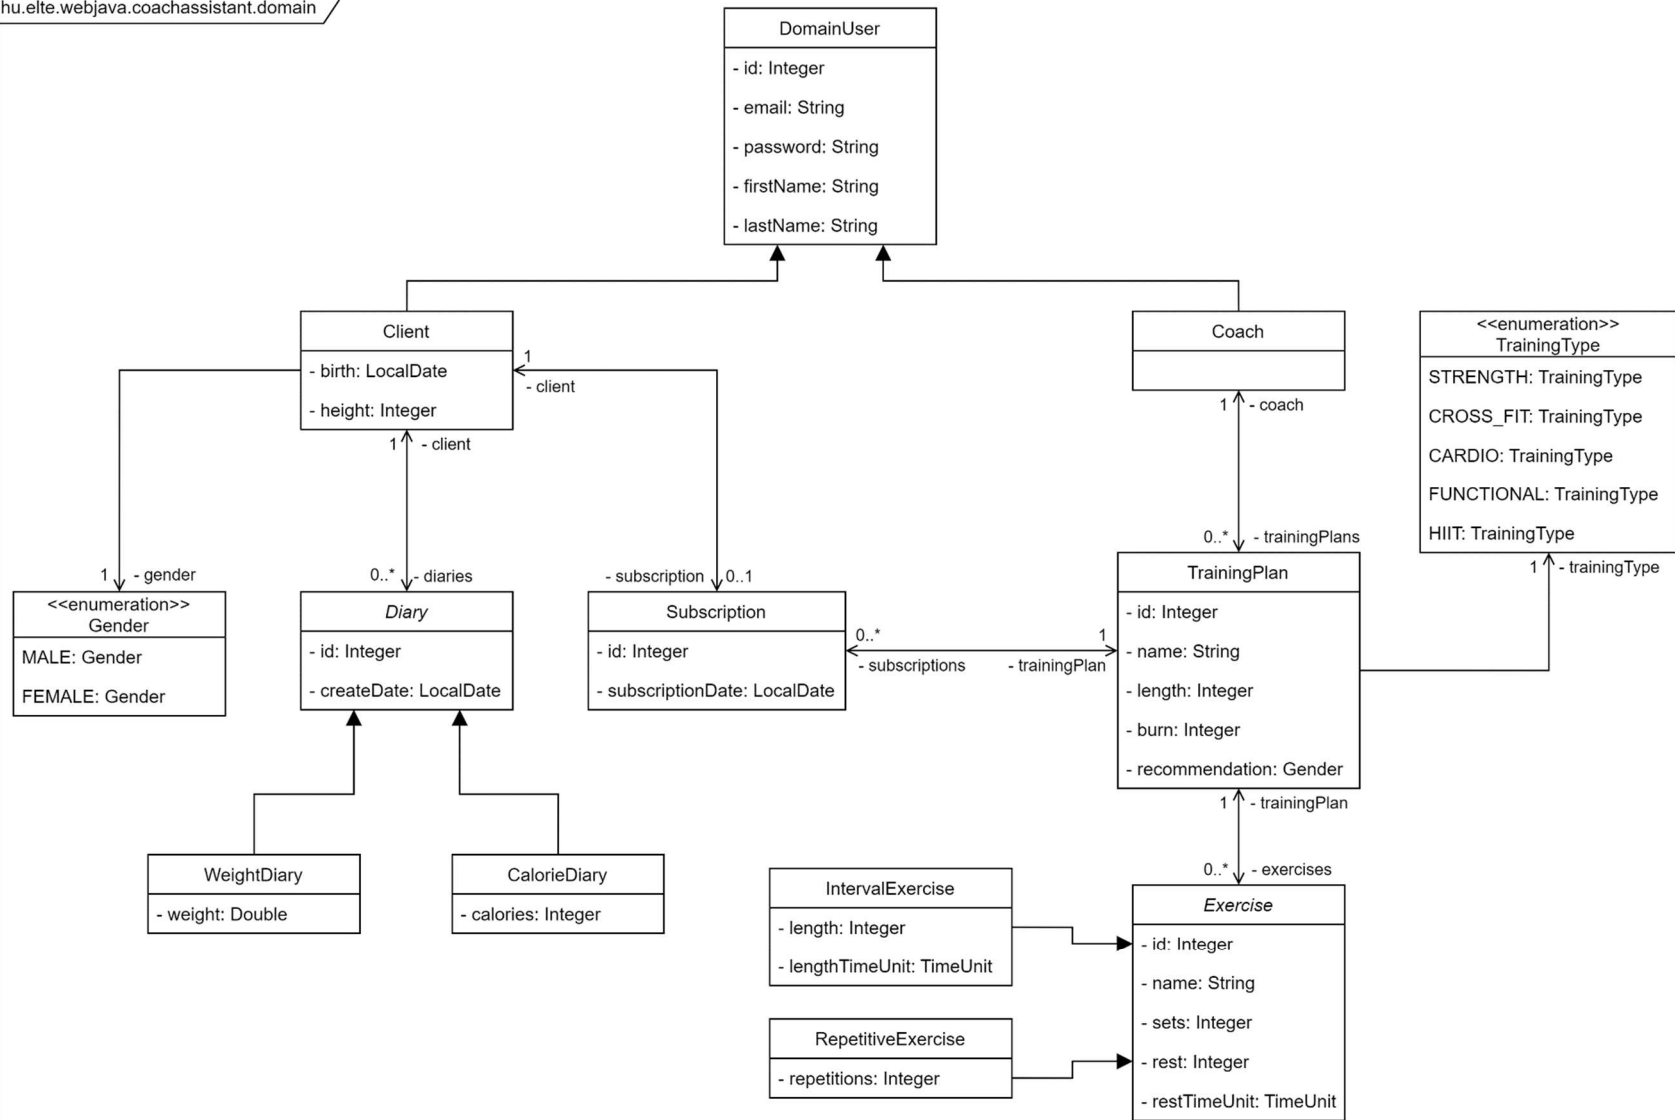 hu.elte.webjava.coachassistant.domain
DomainUser
- id: Integer
- email: String
- password: String
- firstName: String
- lastName: String
Client
- birth: LocalDate
- height: Integer
1
- client
1 - client
Coach
1 - coach
<<enumeration>>
TrainingType
STRENGTH: TrainingType
CROSS_FIT: TrainingType
CARDIO: TrainingType
FUNCTIONAL: TrainingType
HIIT: TrainingType
1 - trainingType
1 - gender
<<enumeration>>
Gender
MALE: Gender
FEMALE: Gender
0..* - diaries
Diary
- id: Integer
- createDate: LocalDate
- subscription 0..1
Subscription
- id: Integer
- subscriptionDate: LocalDate
0..* 1
- subscriptions - trainingPlan
0..* - trainingPlans
TrainingPlan
- id: Integer
- name: String
- length: Integer
- burn: Integer
- recommendation: Gender
1 - trainingPlan
WeightDiary
- weight: Double
CalorieDiary
- calories: Integer
IntervalExercise
- length: Integer
- lengthTimeUnit: TimeUnit
RepetitiveExercise
- repetitions: Integer
0..* - exercises
Exercise
- id: Integer
- name: String
- sets: Integer
- rest: Integer
- restTimeUnit: TimeUnit